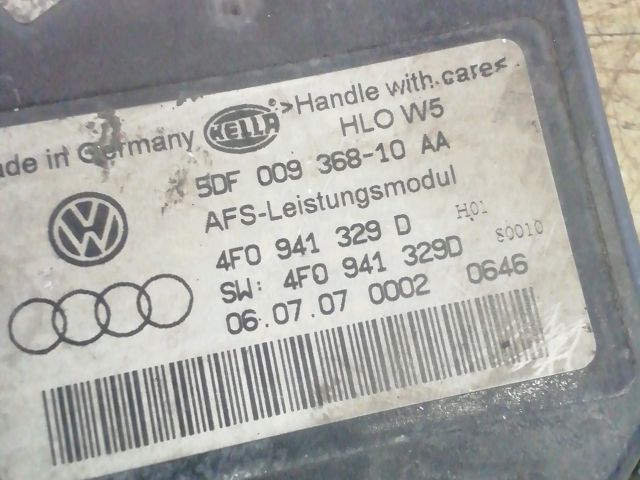 >Handle with care<
ade in Germany HELLA HLO W5
5DF 009 368-10 AA
AFS-Leistungsmodul
4F0 941 329 D H01
SW: 4F0 941 329D S0010
06.07.07 0002 0646